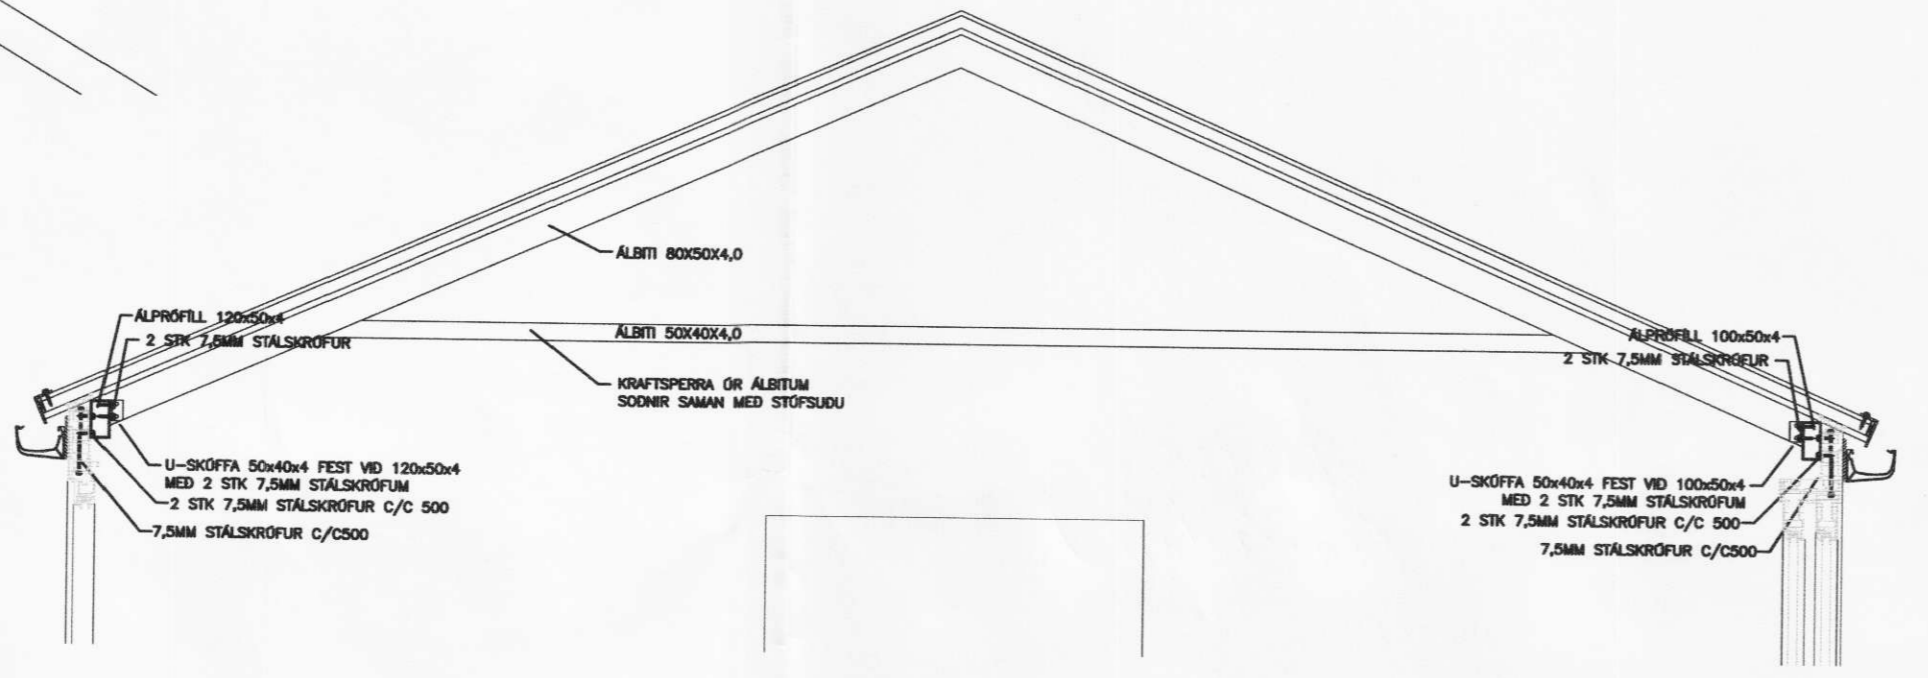 ÁLBITI 80X50X4,0
ÁLPRÓFÍLL 120x50x4
2 STK 7,5MM STÁLSKRÚFUR
ÁLBITI 50X40X4,0
ÁLPRÓFÍLL 100x50x4
2 STK 7,5MM STÁLSKRÚFUR
KRAFTSPERRA ÚR ÁLBITUM
SOÐNIR SAMAN MEÐ STÚFSUÐU
U-SKÚFFA 50x40x4 FEST VIÐ 120x50x4
MEÐ 2 STK 7,5MM STÁLSKRÚFUM
2 STK 7,5MM STÁLSKRÚFUR C/C 500
7,5MM STÁLSKRÚFUR C/C500
U-SKÚFFA 50x40x4 FEST VIÐ 100x50x4
MEÐ 2 STK 7,5MM STÁLSKRÚFUM
2 STK 7,5MM STÁLSKRÚFUR C/C 500
7,5MM STÁLSKRÚFUR C/C500